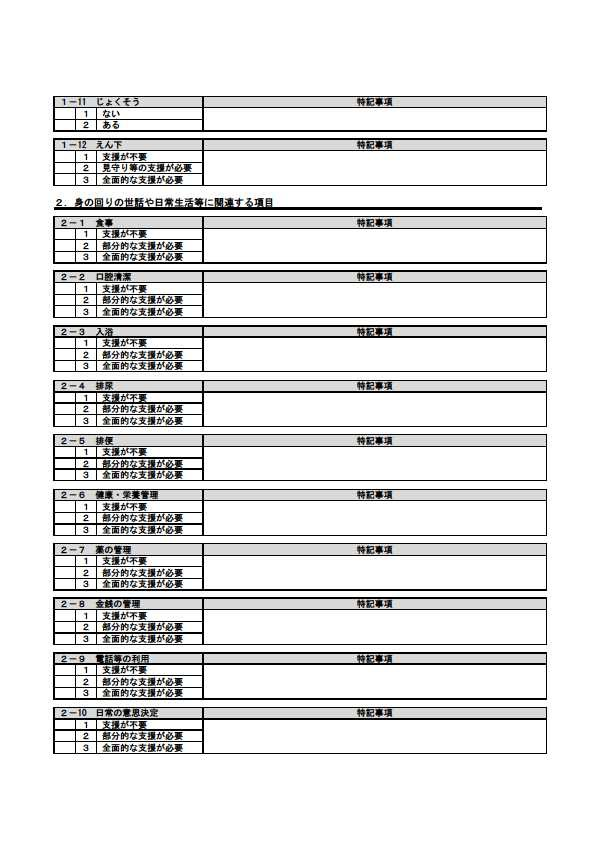 １－11　じょくそう　特記事項
１　ない
２　ある
１－12　えん下　特記事項
１　支援が不要
２　見守り等の支援が必要
３　全面的な支援が必要
２．身の回りの世話や日常生活等に関連する項目
２－１　食事　特記事項
１　支援が不要
２　部分的な支援が必要
３　全面的な支援が必要
２－２　口腔清潔　特記事項
１　支援が不要
２　部分的な支援が必要
３　全面的な支援が必要
２－３　入浴　特記事項
１　支援が不要
２　部分的な支援が必要
３　全面的な支援が必要
２－４　排尿　特記事項
１　支援が不要
２　部分的な支援が必要
３　全面的な支援が必要
２－５　排便　特記事項
１　支援が不要
２　部分的な支援が必要
３　全面的な支援が必要
２－６　健康・栄養管理　特記事項
１　支援が不要
２　部分的な支援が必要
３　全面的な支援が必要
２－７　薬の管理　特記事項
１　支援が不要
２　部分的な支援が必要
３　全面的な支援が必要
２－８　金銭の管理　特記事項
１　支援が不要
２　部分的な支援が必要
３　全面的な支援が必要
２－９　電話等の利用　特記事項
１　支援が不要
２　部分的な支援が必要
３　全面的な支援が必要
２－10　日常の意思決定　特記事項
１　支援が不要
２　部分的な支援が必要
３　全面的な支援が必要